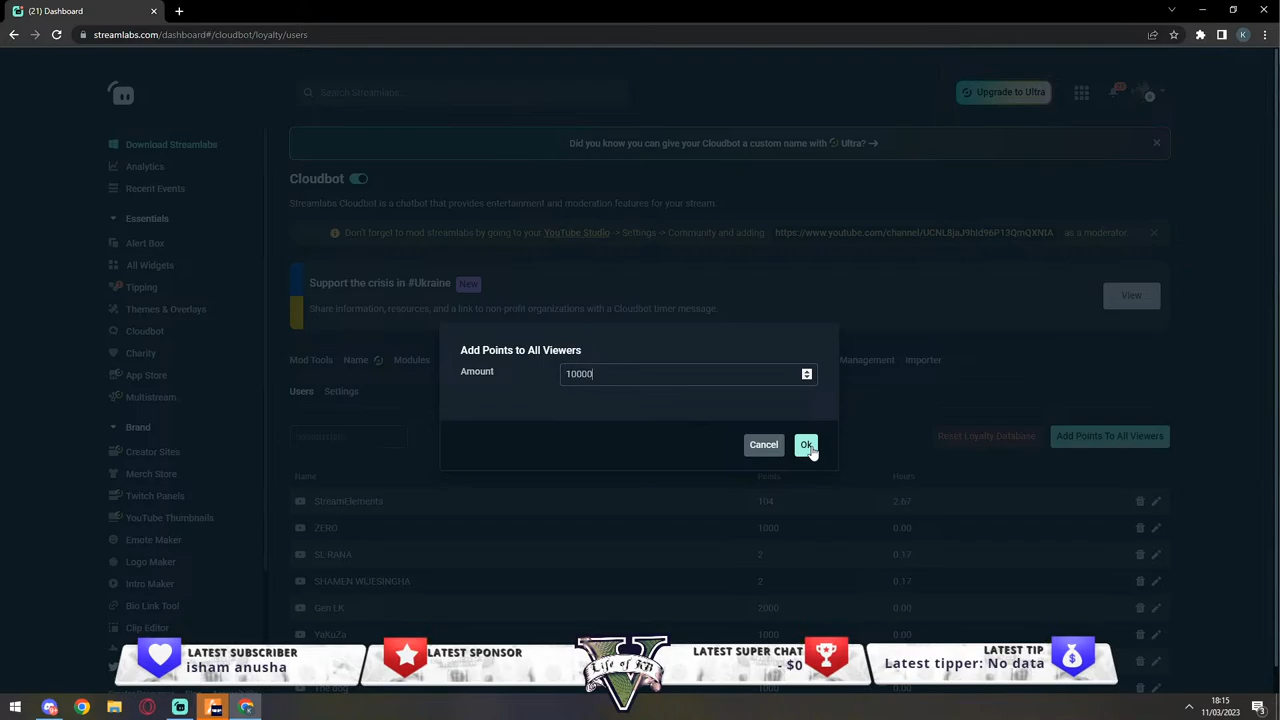 (21) Dashboard
streamlabs.com/dashboard#/cloudbot/loyalty/users
K
Search Streamlabs...
Upgrade to Ultra
Download Streamlabs
Analytics
Recent Events
Essentials
Alert Box
All Widgets
Tipping
Themes & Overlays
Cloudbot
Charity
App Store
Multistream
Brand
Creator Sites
Merch Store
Twitch Panels
YouTube Thumbnails
Emote Maker
Logo Maker
Intro Maker
Bio Link Tool
Clip Editor
Did you know you can give your Cloudbot a custom name with Ultra?
Cloudbot
Streamlabs Cloudbot is a chatbot that provides entertainment and moderation features for your stream.
Don't forget to mod streamlabs by going to your YouTube Studio -> Settings -> Community and adding https://www.youtube.com/channel/UCNL8jaJ9hId96P13QmQXNIA as a moderator.
Support the crisis in #Ukraine New
Share information, resources, and a link to non-profit organizations with a Cloudbot timer message.
View
Mod Tools Name Modules Management Importer
Users Settings
Add Points to All Viewers
Amount 10000
Cancel Ok
Reset Loyalty Database Add Points To All Viewers
Name Points Hours
StreamElements 104 2.67
ZERO 1000 0.00
SL RANA 2 0.17
SHAMEN WIJESINGHA 2 0.17
Gen LK 2000 0.00
YaKuZa 1000 0.00
LATEST SUBSCRIBER
isham anusha
LATEST SPONSOR
LATEST SUPER CHAT
- $0
LATEST TIP
Latest tipper: No data
18:15
11/03/2023